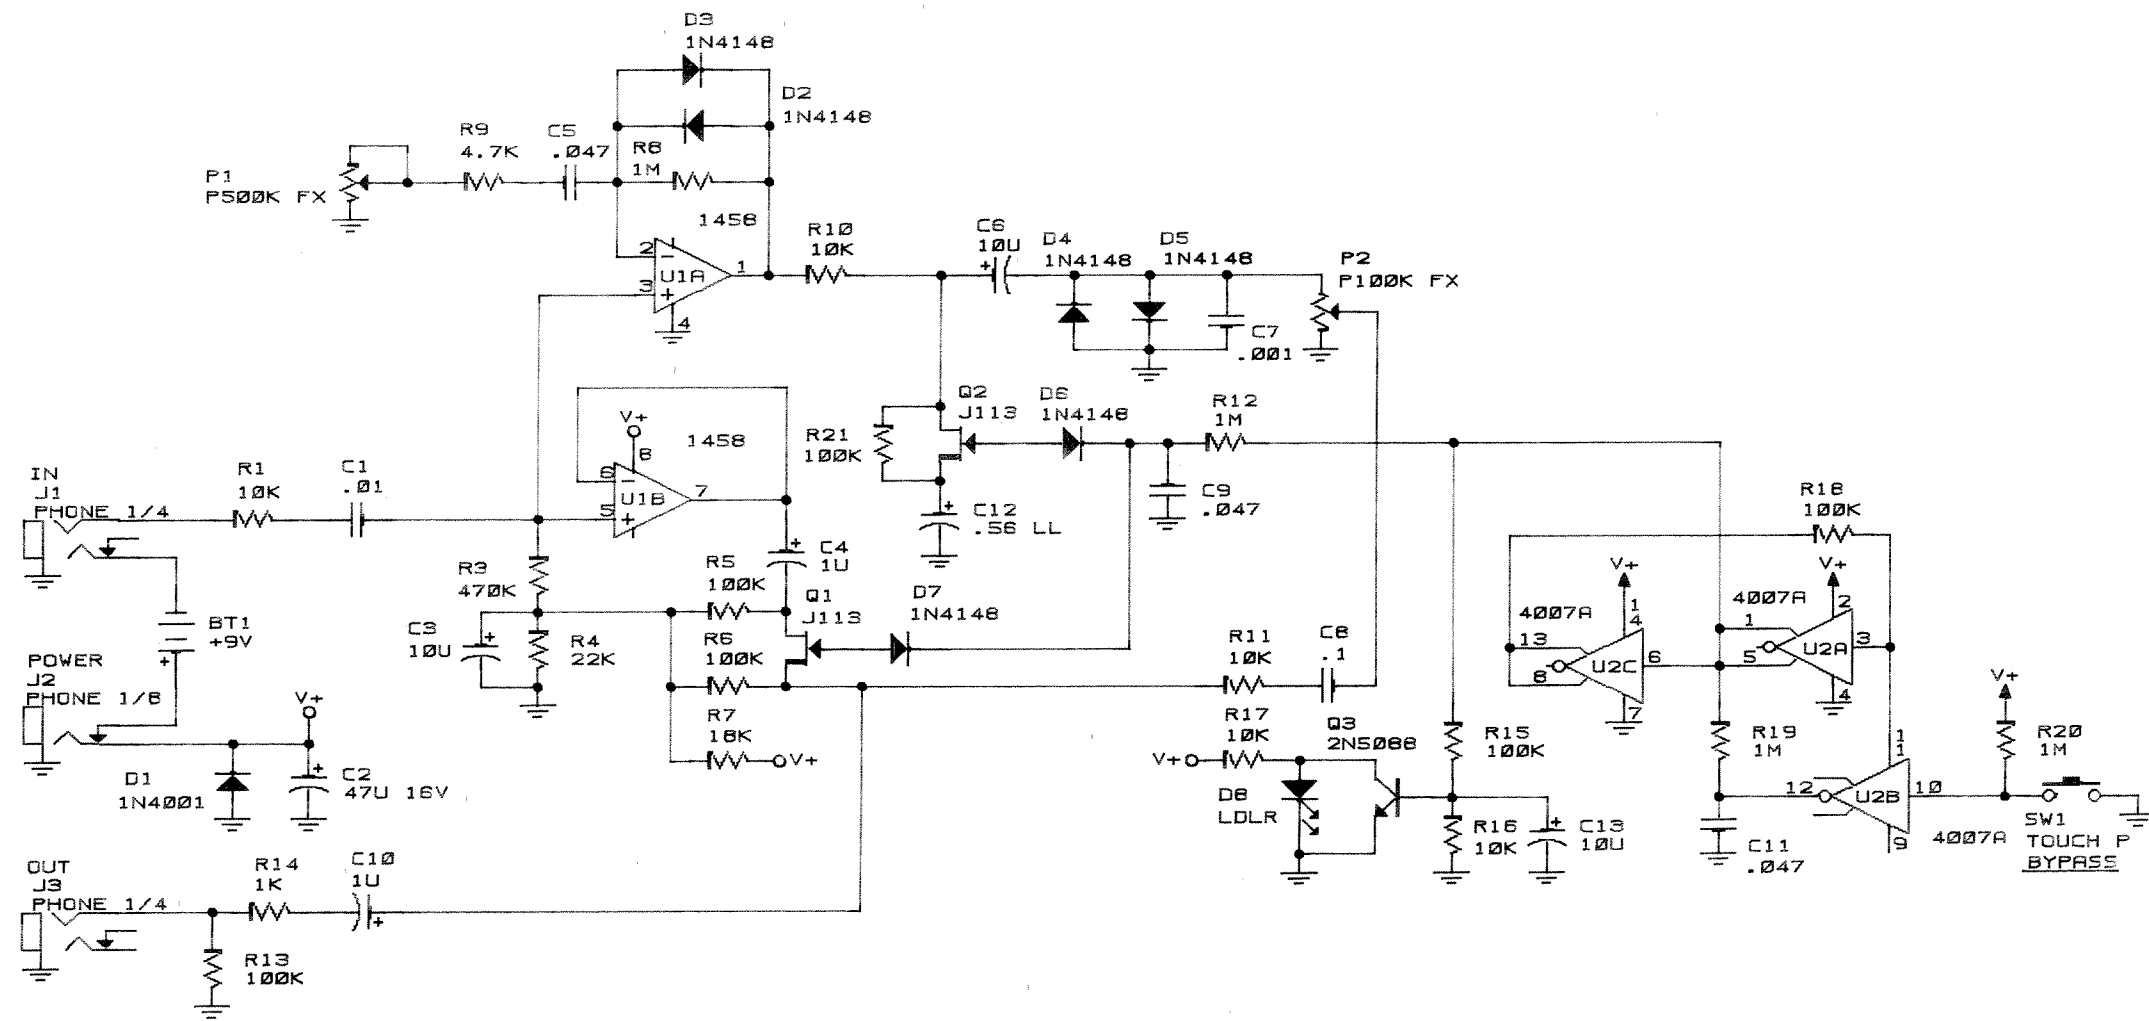 D3
1N4148
D2
1N4148
R9
4.7K
C5
.047
R8
1M
P1
P500K FX
1458
2
-
U1A
3
+
1
4
R10
10K
C6
10U
+
D4
1N4148
D5
1N4148
P2
P100K FX
C7
.001
V+
8
1458
6
-
U1B
5
+
7
Q2
J113
D6
1N4148
R12
1M
R21
100K
+
C12
.56 LL
C9
.047
IN
J1
PHONE 1/4
R1
10K
C1
.01
R3
470K
R5
100K
+
C4
1U
Q1
J113
D7
1N4148
C3
10U
+
R4
22K
R6
100K
R7
18K
V+
R11
10K
C8
.1
BT1
+9V
+
POWER
J2
PHONE 1/8
V+
D1
1N4001
+
C2
47U 16V
R17
10K
V+
Q3
2N5088
D8
LDLR
R15
100K
R16
10K
+
C13
10U
R18
100K
V+
1
4
4007A
13
8
U2C
6
7
V+
2
4007A
1
5
U2A
3
4
R19
1M
1
1
12
U2B
10
9
4007A
C11
.047
V+
R20
1M
SW1
TOUCH P
BYPASS
OUT
J3
PHONE 1/4
R14
1K
C10
1U
+
R13
100K